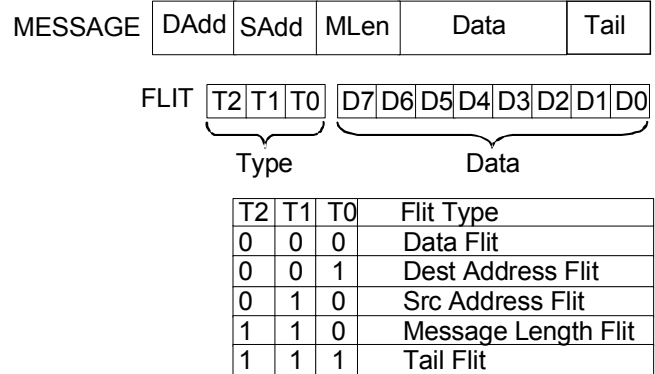 MESSAGE DAdd SAdd MLen Data Tail
FLIT T2 T1 T0 D7 D6 D5 D4 D3 D2 D1 D0
Type Data
T2 T1 T0 Flit Type
0 0 0 Data Flit
0 0 1 Dest Address Flit
0 1 0 Src Address Flit
1 1 0 Message Length Flit
1 1 1 Tail Flit